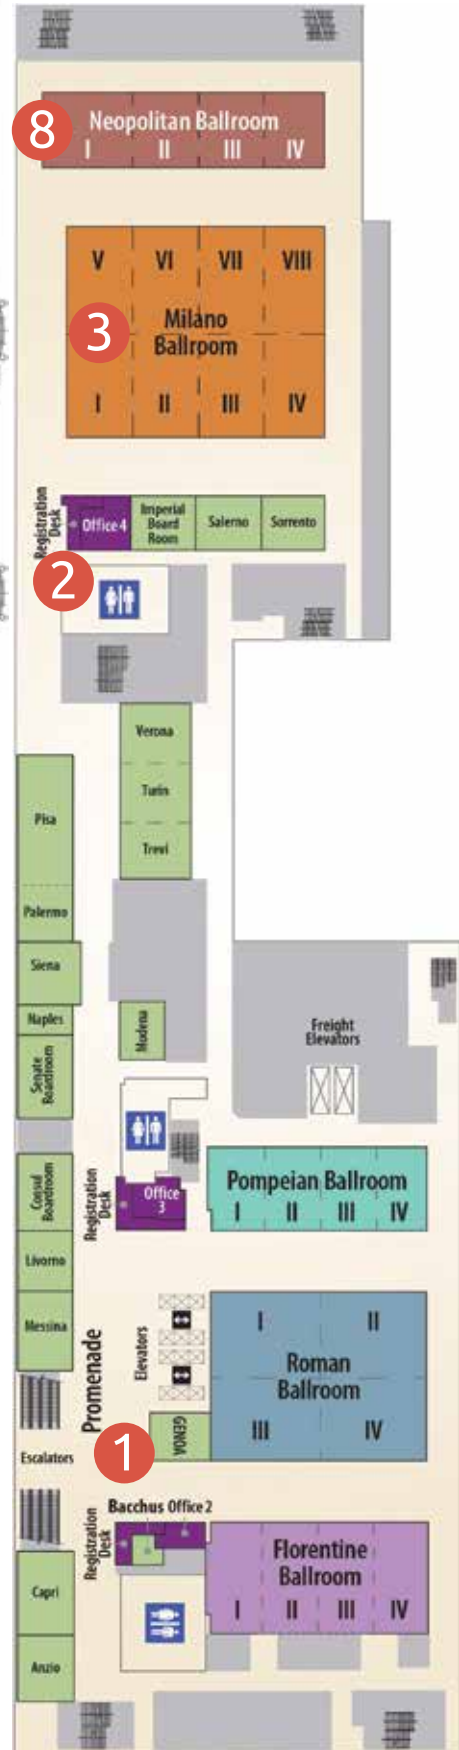 8
Neopolitan Ballroom
I II III IV
V VI VII VIII
3
Milano
Ballroom
I II III IV
Registration
Desk
Office 4
Imperial
Board
Room
Salerno
Sorrento
2
Verona
Turin
Trevi
Pisa
Palermo
Siena
Naples
Senate
Boardroom
Modena
Freight
Elevators
Consul
Boardroom
Registration
Desk
Office
3
Pompeian Ballroom
I II III IV
Livorno
Messina
Promenade
Elevators
I II
Roman
Ballroom
III IV
GENOA
1
Escalators
Bacchus Office 2
Registration
Desk
Florentine
Ballroom
I II III IV
Capri
Anzio